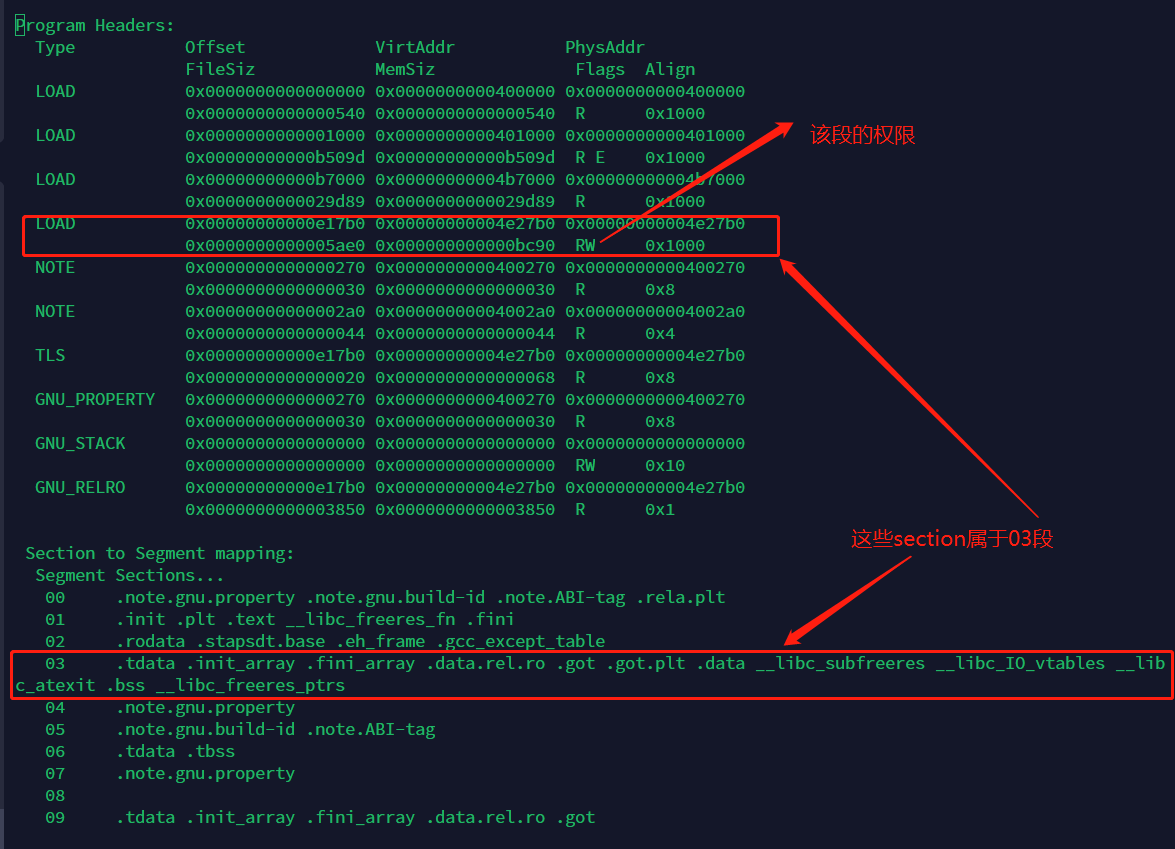 Program Headers:
Type Offset VirtAddr PhysAddr
FileSiz MemSiz Flags Align
LOAD 0x0000000000000000 0x0000000000400000 0x0000000000400000
0x0000000000000540 0x0000000000000540 R 0x1000
LOAD 0x0000000000001000 0x0000000000401000 0x0000000000401000
0x00000000000b509d 0x00000000000b509d R E 0x1000
该段的权限
LOAD 0x00000000000b7000 0x00000000004b7000 0x00000000004b7000
0x0000000000029d89 0x0000000000029d89 R 0x1000
LOAD 0x00000000000e17b0 0x00000000004e27b0 0x00000000004e27b0
0x0000000000005ae0 0x000000000000bc90 RW 0x1000
NOTE 0x0000000000000270 0x0000000000400270 0x0000000000400270
0x0000000000000030 0x0000000000000030 R 0x8
NOTE 0x00000000000002a0 0x00000000004002a0 0x00000000004002a0
0x0000000000000044 0x0000000000000044 R 0x4
TLS 0x00000000000e17b0 0x00000000004e27b0 0x00000000004e27b0
0x0000000000000020 0x0000000000000068 R 0x8
GNU_PROPERTY 0x0000000000000270 0x0000000000400270 0x0000000000400270
0x0000000000000030 0x0000000000000030 R 0x8
GNU_STACK 0x0000000000000000 0x0000000000000000 0x0000000000000000
0x0000000000000000 0x0000000000000000 RW 0x10
GNU_RELRO 0x00000000000e17b0 0x00000000004e27b0 0x00000000004e27b0
0x0000000000003850 0x0000000000003850 R 0x1
这些section属于03段
Section to Segment mapping:
Segment Sections...
00 .note.gnu.property .note.gnu.build-id .note.ABI-tag .rela.plt
01 .init .plt .text __libc_freeres_fn .fini
02 .rodata .stapsdt.base .eh_frame .gcc_except_table
03 .tdata .init_array .fini_array .data.rel.ro .got .got.plt .data __libc_subfreeres __libc_IO_vtables __lib
c_atexit .bss __libc_freeres_ptrs
04 .note.gnu.property
05 .note.gnu.build-id .note.ABI-tag
06 .tdata .tbss
07 .note.gnu.property
08
09 .tdata .init_array .fini_array .data.rel.ro .got